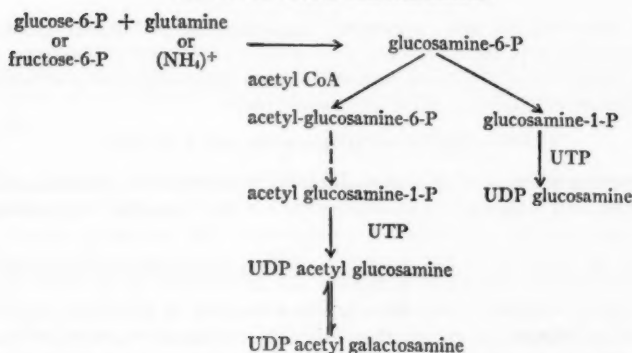 glucose-6-P + glutamine
or or
fructose-6-P (NH₄)⁺
glucosamine-6-P
acetyl CoA
acetyl-glucosamine-6-P glucosamine-1-P
UTP
acetyl glucosamine-1-P UDP glucosamine
UTP
UDP acetyl glucosamine
UDP acetyl galactosamine